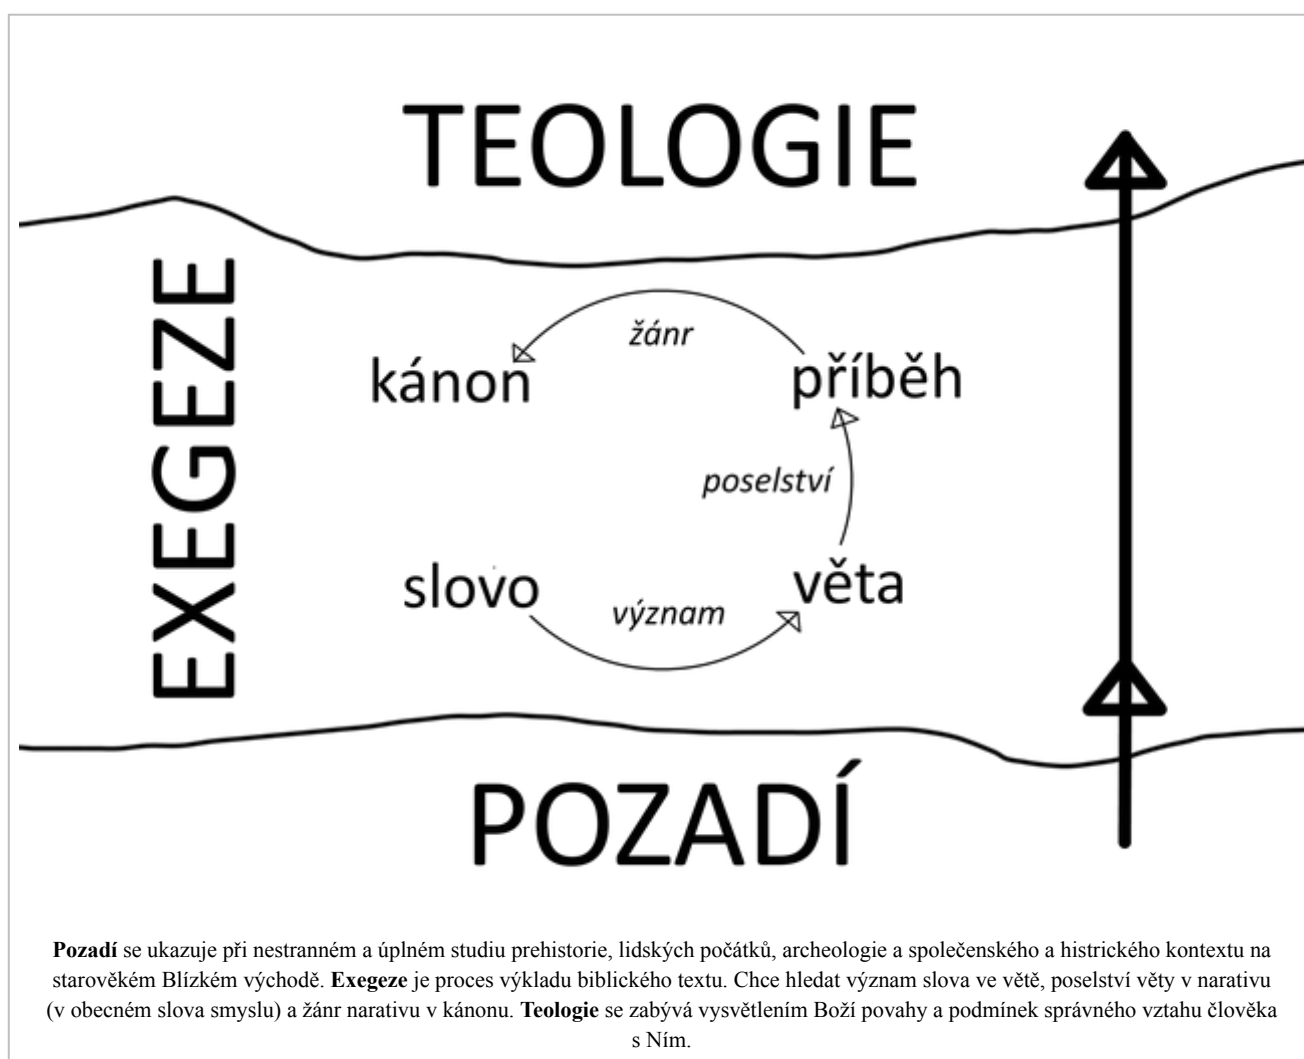 TEOLOGIE
EXEGEZE
žánr
kánon
příběh
poselství
slovo
věta
význam
POZADÍ
Pozadí se ukazuje při nestranném a úplném studiu prehistorie, lidských počátků, archeologie a společenského a histrického kontextu na
starověkém Blízkém východě. Exegeze je proces výkladu biblického textu. Chce hledat význam slova ve větě, poselství věty v narativu
(v obecném slova smyslu) a žánr narativu v kánonu. Teologie se zabývá vysvětlením Boží povahy a podmínek správného vztahu člověka
s Ním.